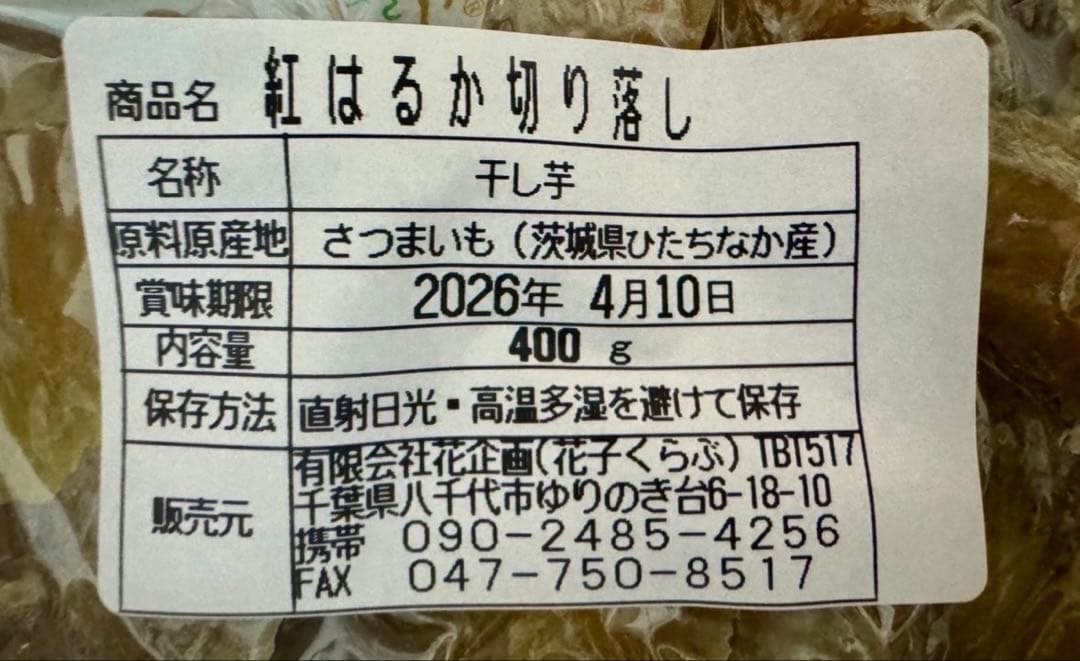 商品名 紅はるか切り落し
名称 干し芋
原料原産地 さつまいも（茨城県ひたちなか産）
賞味期限 2026年 4月10日
内容量 400 g
保存方法 直射日光・高温多湿を避けて保存
販売元 有限会社花企画(花子くらぶ) TBT517
千葉県八千代市ゆりのき台6-18-10
携帯 090-2485-4256
FAX 047-750-8517